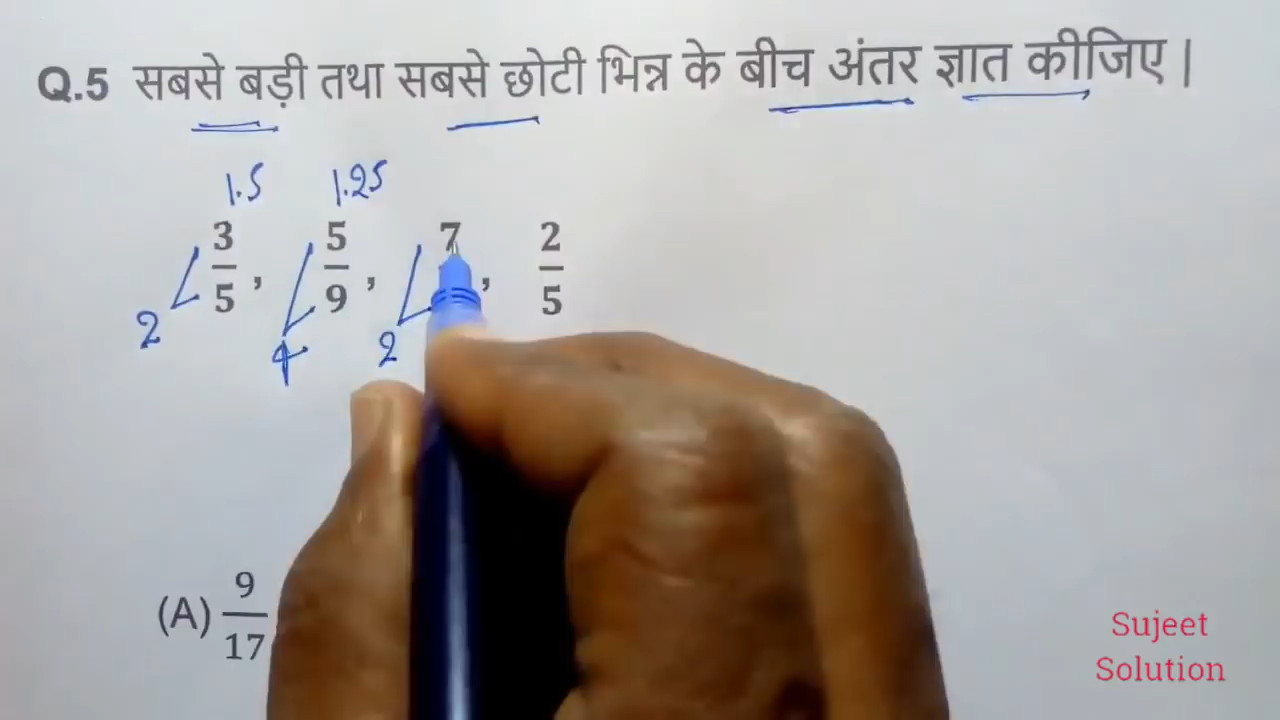 Q.5 सबसे बड़ी तथा सबसे छोटी भिन्न के बीच अंतर ज्ञात कीजिए |
1.5 1.25
3/5, 5/9, 7 , 2/5
2 4 2
(A) 9/17
Sujeet
Solution